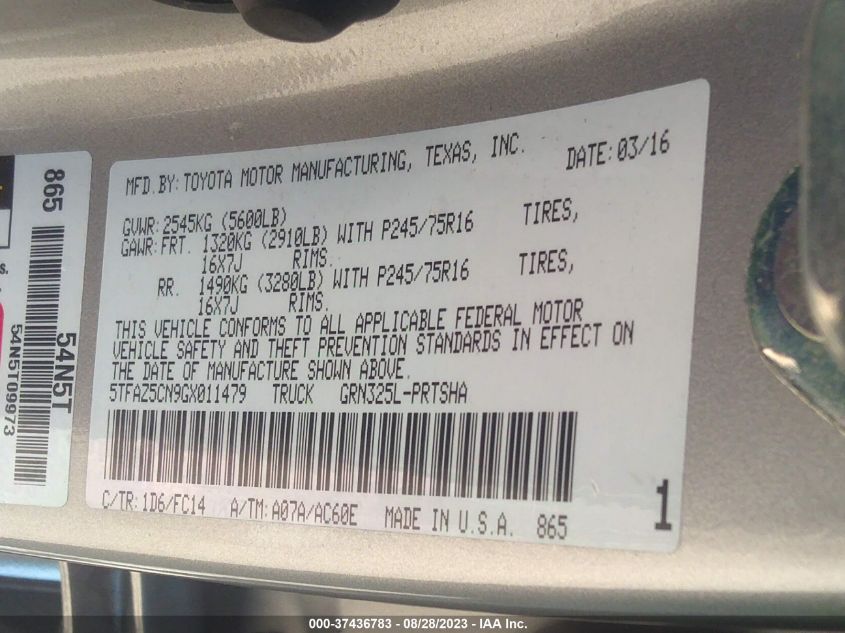 865
54N5T
54N5T09973
s.
MFD.BY:TOYOTA MOTOR MANUFACTURING, TEXAS, INC. DATE:03/16
GVWR:2545KG (5600LB)
GAWR:FRT. 1320KG (2910LB) WITH P245/75R16 TIRES,
16X7J RIMS.
RR. 1490KG (3280LB) WITH P245/75R16 TIRES,
16X7J RIMS.
THIS VEHICLE CONFORMS TO ALL APPLICABLE FEDERAL MOTOR
VEHICLE SAFETY AND THEFT PREVENTION STANDARDS IN EFFECT ON
THE DATE OF MANUFACTURE SHOWN ABOVE.
5TFAZ5CN9GX011479 TRUCK GRN325L-PRTSHA
C/TR:1D6/FC14 A/TM:A07A/AC60E MADE IN U.S.A. 865
1
000-37436783 - 08/28/2023 - IAA Inc.